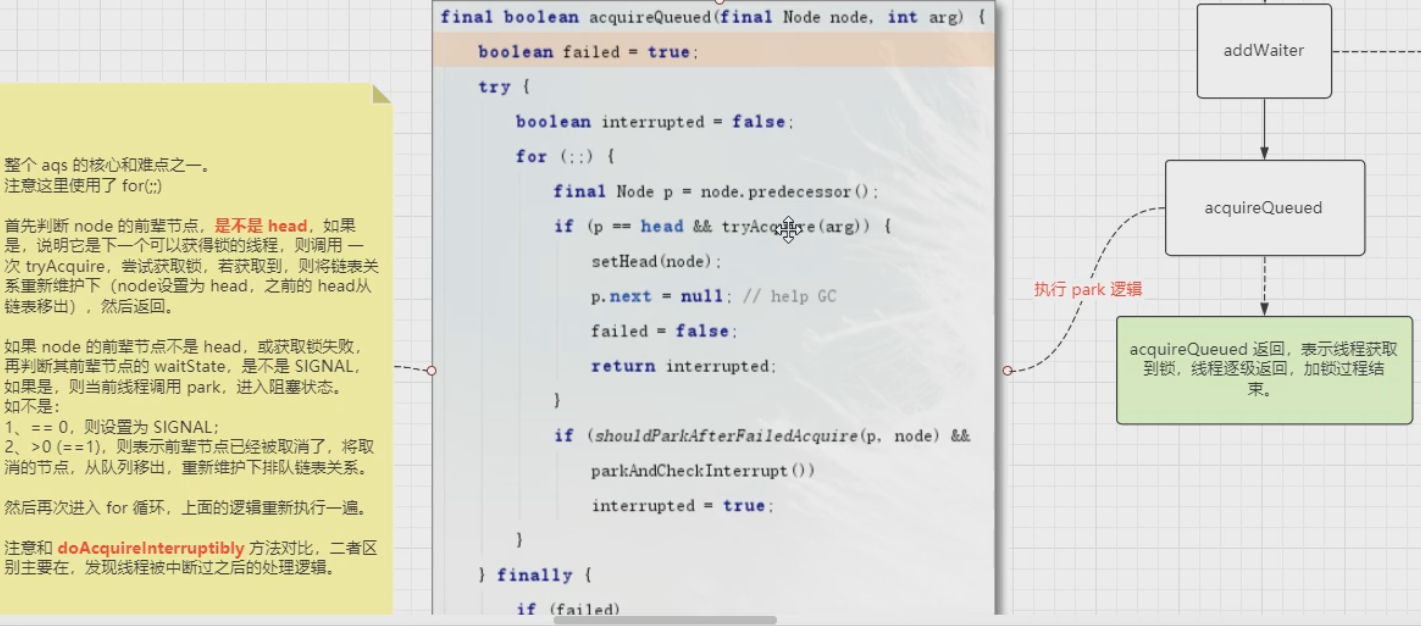 整个 aqs 的核心和难点之一。
注意这里使用了 for(;;)
首先判断 node 的前辈节点，是不是 head，如果
是，说明它是下一个可以获得锁的线程，则调用 一
次 tryAcquire，尝试获取锁，若获取到，则将链表关
系重新维护下（node设置为 head，之前的 head从
链表移出），然后返回。
如果 node 的前辈节点不是 head，或获取锁失败，
再判断其前辈节点的 waitState，是不是 SIGNAL，
如果是，则当前线程调用 park，进入阻塞状态。
如不是：
1、== 0，则设置为 SIGNAL；
2、>0 (==1)，则表示前辈节点已经被取消了，将取
消的节点，从队列移出，重新维护下排队链表关系。
然后再次进入 for 循环，上面的逻辑重新执行一遍。
注意和 doAcquireInterruptibly 方法对比，二者区
别主要在，发现线程被中断过之后的处理逻辑。
final boolean acquireQueued(final Node node, int arg) {
boolean failed = true;
try {
boolean interrupted = false;
for (;;) {
final Node p = node.predecessor();
if (p == head && tryAcquire(arg)) {
setHead(node);
p.next = null; // help GC
failed = false;
return interrupted;
}
if (shouldParkAfterFailedAcquire(p, node) &&
parkAndCheckInterrupt())
interrupted = true;
}
} finally {
if (failed)
addWaiter
acquireQueued
执行 park 逻辑
acquireQueued 返回，表示线程获取
到锁，线程逐级返回，加锁过程结
束。